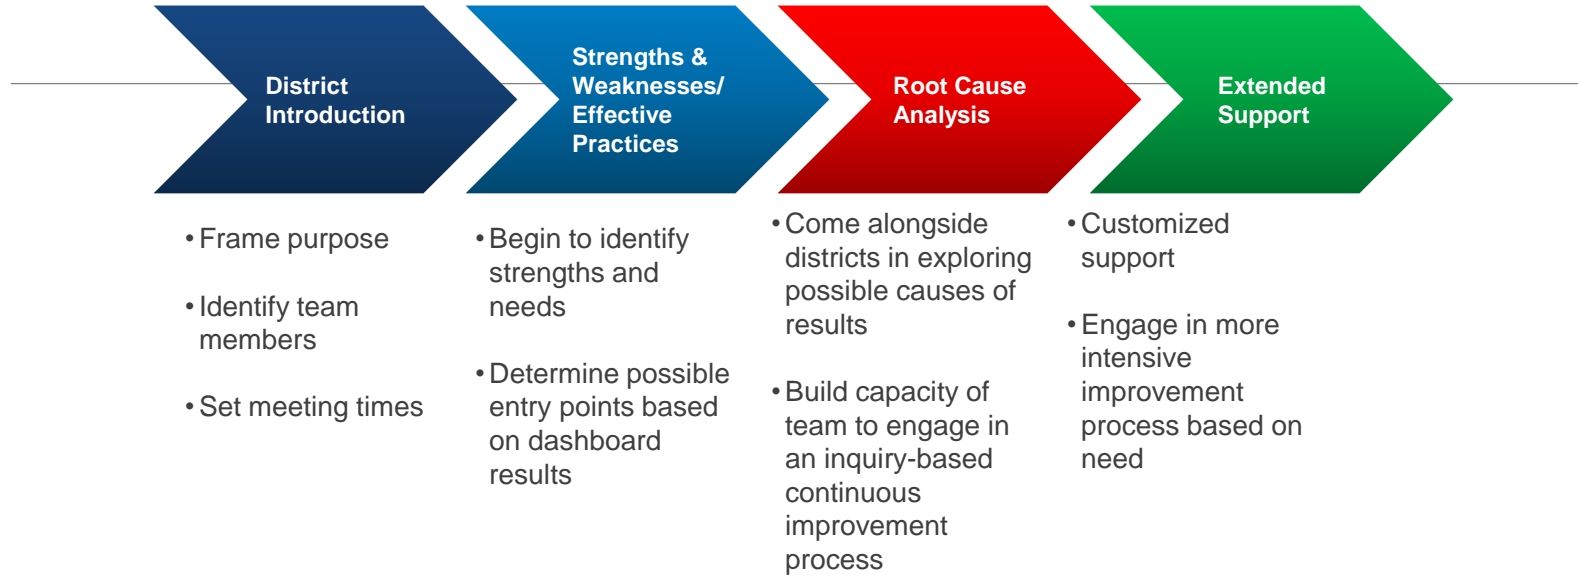 District
Introduction
Strengths &
Weaknesses/
Effective
Practices
Root Cause
Analysis
Extended
Support
• Frame purpose
• Identify team
members
• Set meeting times
• Begin to identify
strengths and
needs
• Determine possible
entry points based
on dashboard
results
• Come alongside
districts in exploring
possible causes of
results
• Build capacity of
team to engage in
an inquiry-based
continuous
improvement
process
• Customized
support
• Engage in more
intensive
improvement
process based on
need